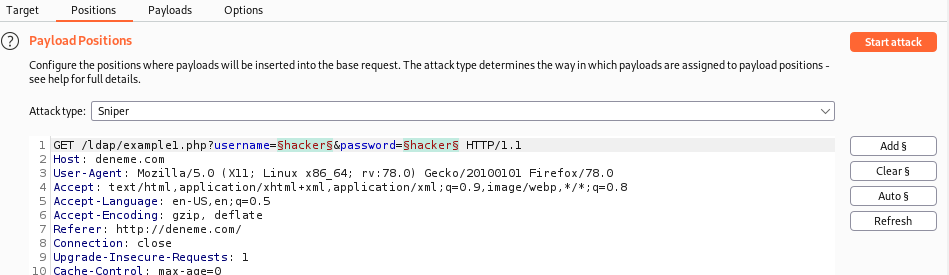 Target Positions Payloads Options
? Payload Positions Start attack
Configure the positions where payloads will be inserted into the base request. The attack type determines the way in which payloads are assigned to payload positions -
see help for full details.
Attack type: Sniper
1 GET /ldap/example1.php?username=§hacker§&password=§hacker§ HTTP/1.1 Add §
2 Host: deneme.com
3 User-Agent: Mozilla/5.0 (X11; Linux x86_64; rv:78.0) Gecko/20100101 Firefox/78.0 Clear §
4 Accept: text/html,application/xhtml+xml,application/xml;q=0.9,image/webp,*/*;q=0.8
5 Accept-Language: en-US,en;q=0.5 Auto §
6 Accept-Encoding: gzip, deflate
7 Referer: http://deneme.com/ Refresh
8 Connection: close
9 Upgrade-Insecure-Requests: 1
10 Cache-Control: max-age=0